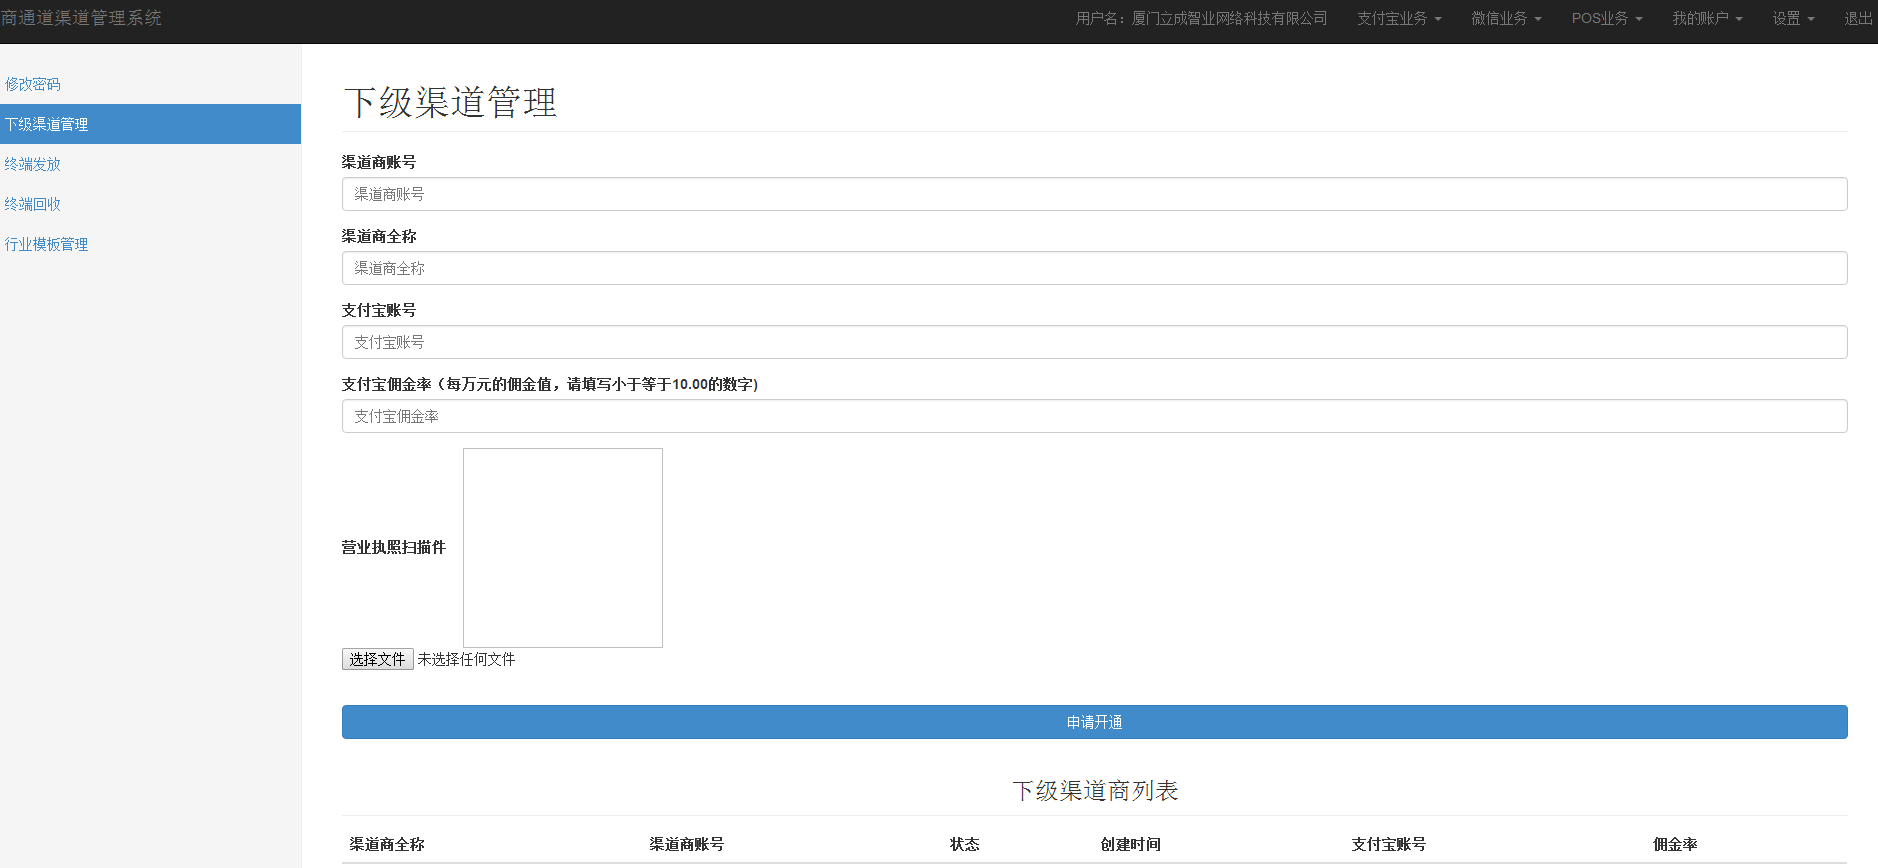 商通道渠道管理系统
用户名：厦门立成智业网络科技有限公司 支付宝业务 微信业务 POS业务 我的账户 设置 退出
修改密码
下级渠道管理
终端发放
终端回收
行业模板管理
下级渠道管理
渠道商账号
渠道商账号
渠道商全称
渠道商全称
支付宝账号
支付宝账号
支付宝佣金率（每万元的佣金值，请填写小于等于10.00的数字)
支付宝佣金率
营业执照扫描件
选择文件 未选择任何文件
申请开通
下级渠道商列表
渠道商全称 渠道商账号 状态 创建时间 支付宝账号 佣金率